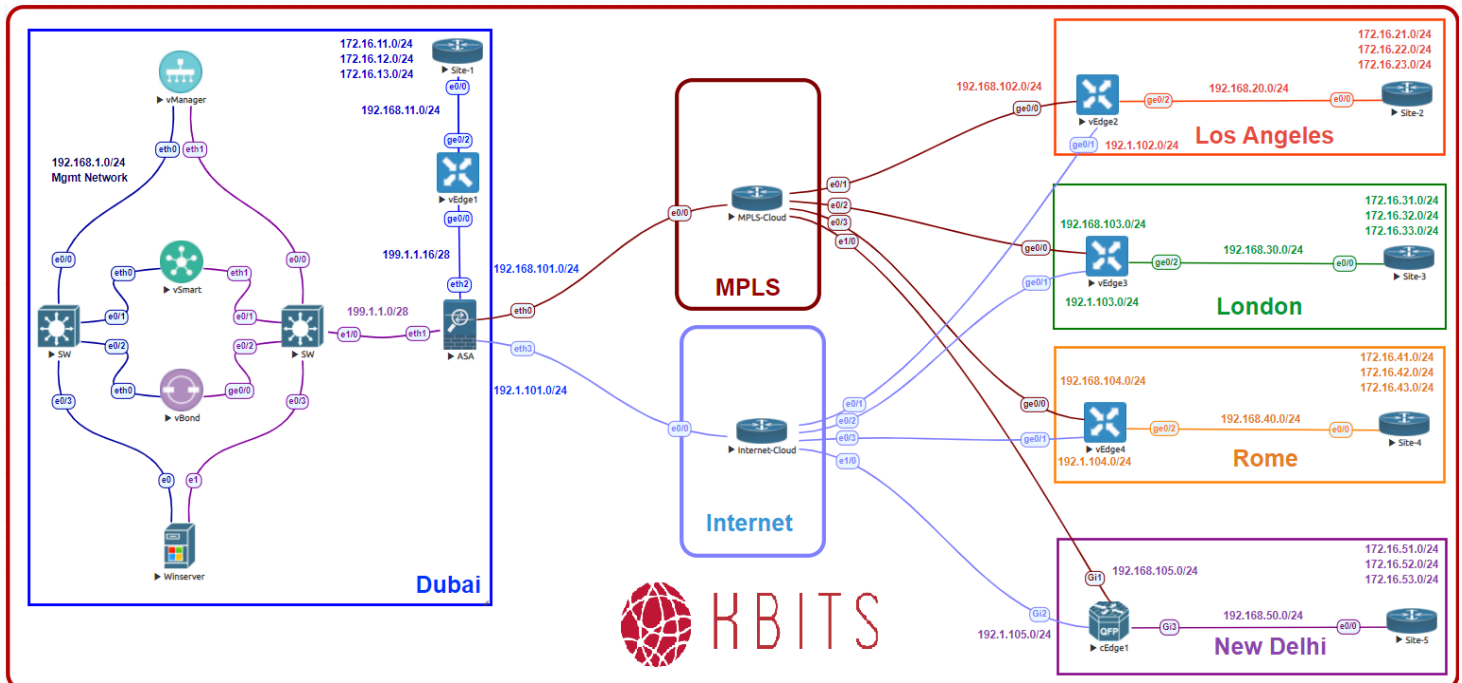 172.16.11.0/24
172.16.12.0/24
172.16.13.0/24
Site-1
e0/0
vManager
eth0
eth1
192.168.11.0/24
ge0/2
192.168.1.0/24
Mgmt Network
vEdge1
ge0/0
199.1.1.16/28
e0/0
e0/0
eth0
vSmart
eth1
e0/1
e0/1
eth2
SW
SW
199.1.1.0/28
e1/0
eth1
ASA
eth0
eth3
e0/2
e0/2
eth0
vBond
ge0/0
e0/3
e0/3
e0
e1
Winserver
Dubai
192.168.101.0/24
192.1.101.0/24
MPLS-Cloud
e0/0
e0/1
e0/2
e0/3
e1/0
MPLS
Internet-Cloud
e0/0
e0/1
e0/2
e0/3
e1/0
Internet
KBITS
192.168.102.0/24
ge0/0
vEdge2
ge0/1
192.1.102.0/24
ge0/2
192.168.20.0/24
e0/0
172.16.21.0/24
172.16.22.0/24
172.16.23.0/24
Site-2
Los Angeles
192.168.103.0/24
ge0/0
vEdge3
ge0/1
192.1.103.0/24
ge0/2
192.168.30.0/24
e0/0
172.16.31.0/24
172.16.32.0/24
172.16.33.0/24
Site-3
London
192.168.104.0/24
ge0/0
vEdge4
ge0/1
192.1.104.0/24
ge0/2
192.168.40.0/24
e0/0
172.16.41.0/24
172.16.42.0/24
172.16.43.0/24
Site-4
Rome
192.168.105.0/24
Gi1
Gi2
192.1.105.0/24
QFP
cEdge1
Gi3
192.168.50.0/24
e0/0
172.16.51.0/24
172.16.52.0/24
172.16.53.0/24
Site-5
New Delhi